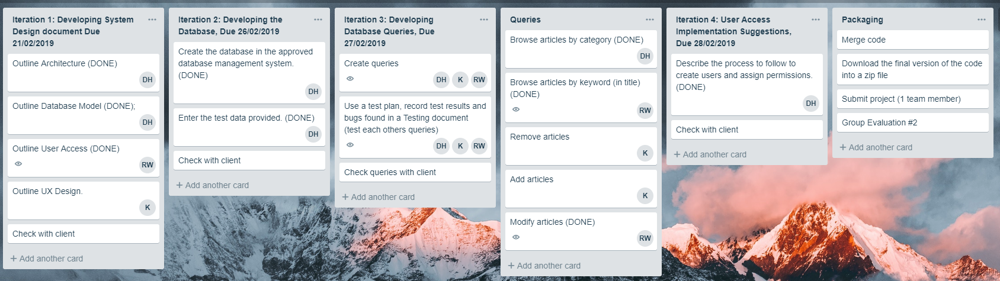 Iteration 1: Developing System
Design document Due
21/02/2019
Outline Architecture (DONE)
DH
Outline Database Model (DONE);
DH
Outline User Access (DONE)
RW
Outline UX Design.
K
Check with client
+ Add another card
Iteration 2: Developing the
Database, Due 26/02/2019
Create the database in the approved
database management system.
(DONE)
DH
Enter the test data provided. (DONE)
DH
Check with client
+ Add another card
Iteration 3: Developing
Database Queries, Due
27/02/2019
Create queries
DH K RW
Use a test plan, record test results and
bugs found in a Testing document
(test each others queries)
DH K RW
Check queries with client
+ Add another card
Queries
Browse articles by category (DONE)
DH
Browse articles by keyword (in title)
(DONE)
RW
Remove articles
K
Add articles
K
Modify articles (DONE)
RW
+ Add another card
Iteration 4: User Access
Implementation Suggestions,
Due 28/02/2019
Describe the process to follow to
create users and assign permissions.
(DONE)
DH
Check with client
+ Add another card
Packaging
Merge code
Download the final version of the code
into a zip file
Submit project (1 team member)
Group Evaluation #2
+ Add another card